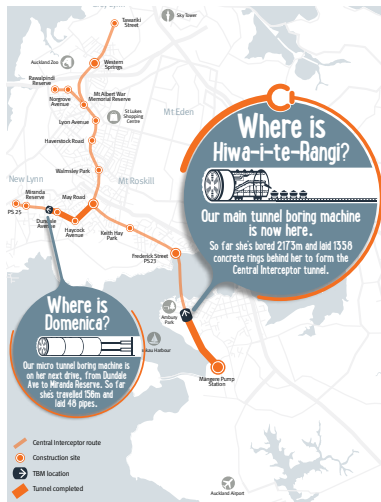 Tawariki
Street
Sky Tower
Auckland Zoo
Western
Springs
Rawalpindi
Reserve
Norgrove
Avenue
Mt Albert War
Memorial Reserve
St Lukes
Shopping
Centre
Mt Eden
Lyon Avenue
Haverstock Road
Walmsley Park
New Lynn
Mt Roskill
Miranda
Reserve
May Road
PS 25
Dundale
Avenue
Haycock
Avenue
Keith Hay
Park
Frederick Street
PS23
Ambury
Park
Harbour
Māngere Pump
Station
Auckland Airport
Where is
Hiwa-i-te-Rangi?
Our main tunnel boring machine
is now here.
So far she's bored 2173m and laid 1358
concrete rings behind her to form the
Central Interceptor tunnel.
Where is
Domenica?
Our micro tunnel boring machine is
on her next drive, from Dundale
Ave to Miranda Reserve. So far
shes travelled 158m and
laid 48 pipes.
Central Interceptor route
Construction site
TBM location
Tunnel completed